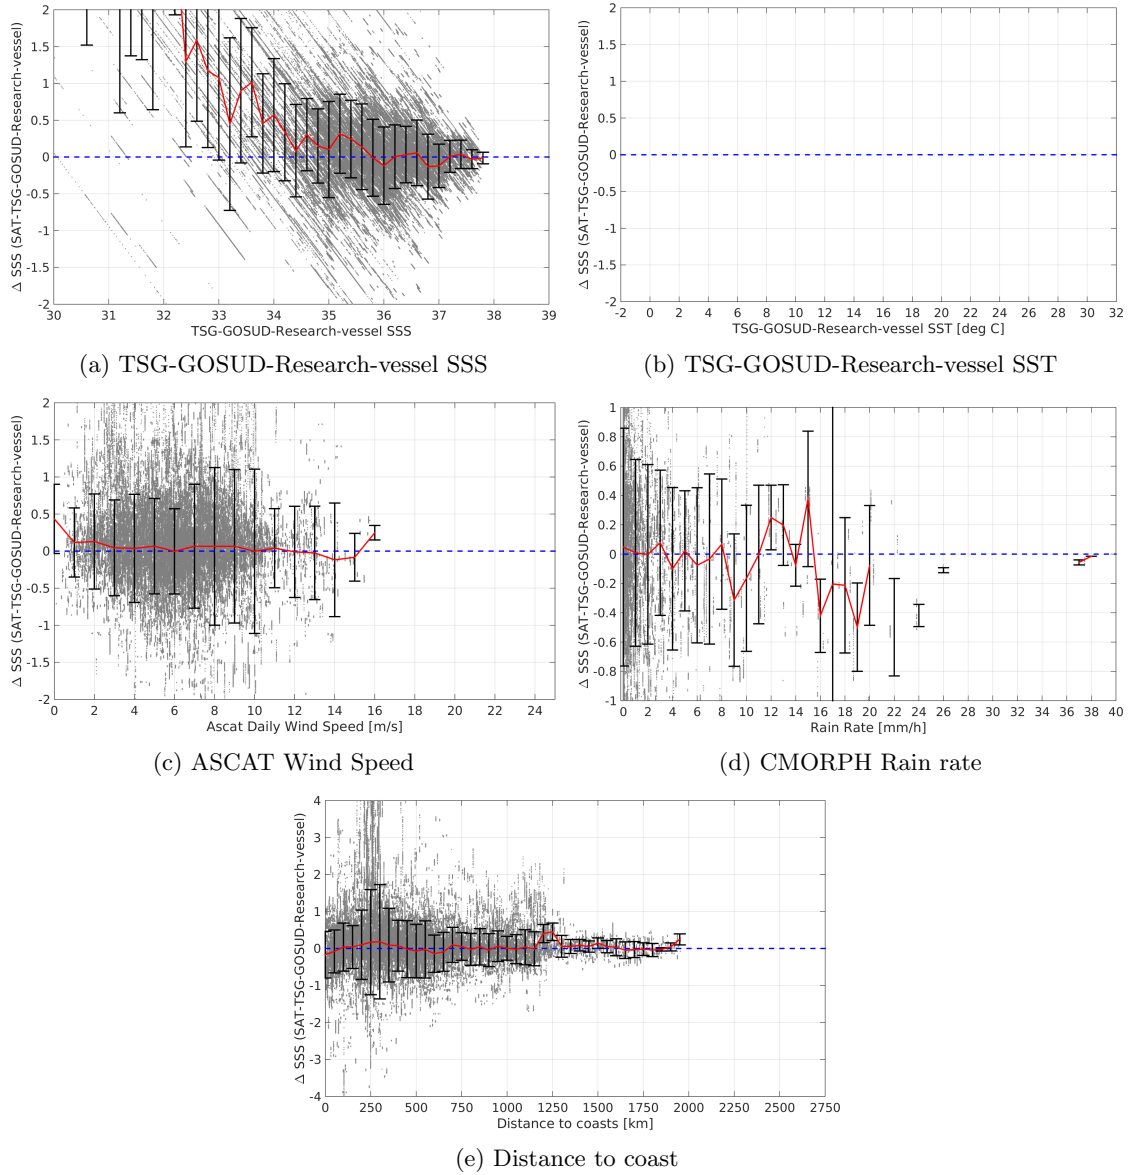 2
1.5
1
0.5
0
-0.5
-1
-1.5
-2
Δ SSS (SAT-TSG-GOSUD-Research-vessel)
30 31 32 33 34 35 36 37 38 39
TSG-GOSUD-Research-vessel SSS
(a) TSG-GOSUD-Research-vessel SSS
2
1.5
1
0.5
0
-0.5
-1
-1.5
-2
Δ SSS (SAT-TSG-GOSUD-Research-vessel)
-2 0 2 4 6 8 10 12 14 16 18 20 22 24 26 28 30 32
TSG-GOSUD-Research-vessel SST [deg C]
(b) TSG-GOSUD-Research-vessel SST
2
1.5
1
0.5
0
-0.5
-1
-1.5
-2
Δ SSS (SAT-TSG-GOSUD-Research-vessel)
0 2 4 6 8 10 12 14 16 18 20 22 24
Ascat Daily Wind Speed [m/s]
(c) ASCAT Wind Speed
1
0.8
0.6
0.4
0.2
0
-0.2
-0.4
-0.6
-0.8
-1
Δ SSS (SAT-TSG-GOSUD-Research-vessel)
0 2 4 6 8 10 12 14 16 18 20 22 24 26 28 30 32 34 36 38 40
Rain Rate [mm/h]
(d) CMORPH Rain rate
4
3
2
1
0
-1
-2
-3
-4
Δ SSS (SAT-TSG-GOSUD-Research-vessel)
0 250 500 750 1000 1250 1500 1750 2000 2250 2500 2750
Distance to coasts [km]
(e) Distance to coast